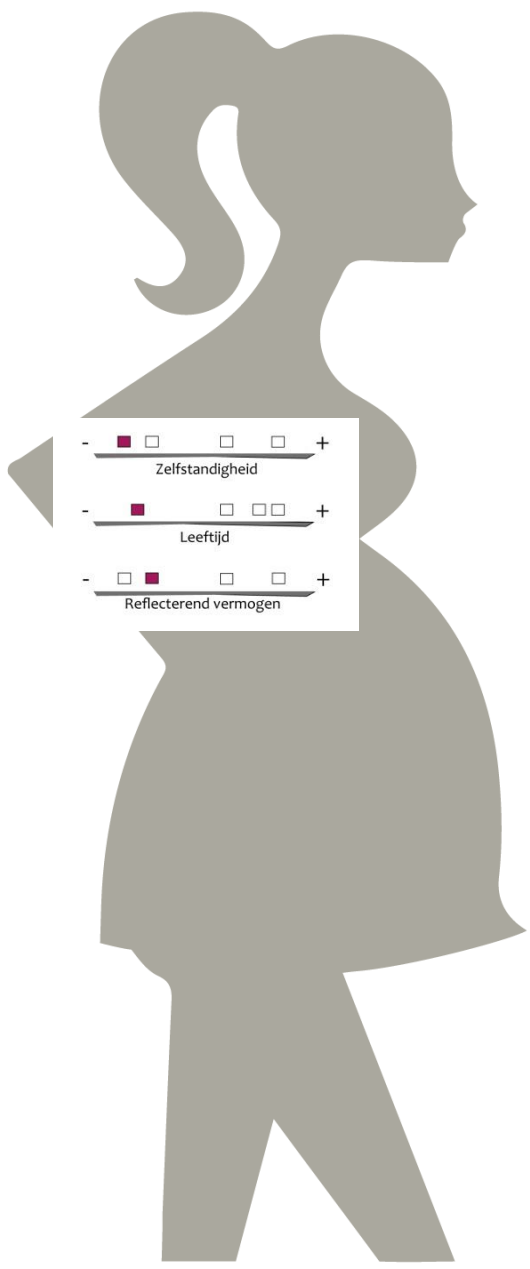 - +
Zelfstandigheid
- +
Leeftijd
- +
Reflecterend vermogen